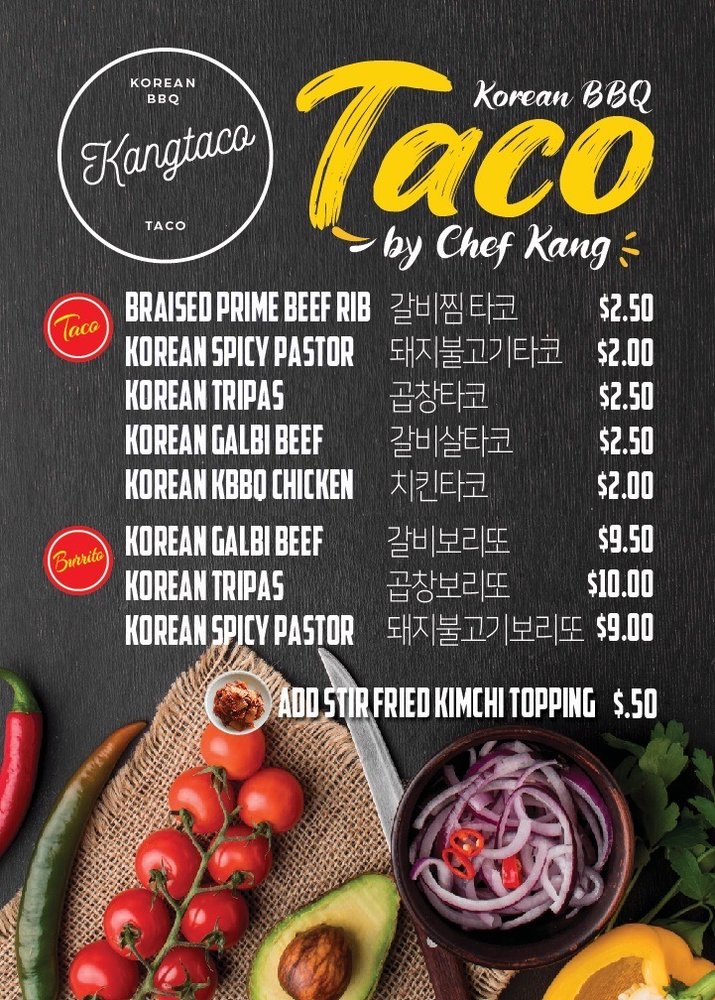 KOREAN
BBQ
Kangtaco
TACO
Korean BBQ
Taco
by Chef Kang
Taco
BRAISED PRIME BEEF RIB 갈비찜 타코 $2.50
KOREAN SPICY PASTOR 돼지불고기타코 $2.00
KOREAN TRIPAS 곱창타코 $2.50
KOREAN GALBI BEEF 갈비살타코 $2.50
KOREAN KBBQ CHICKEN 치킨타코 $2.00
Burrito
KOREAN GALBI BEEF 갈비보리또 $9.50
KOREAN TRIPAS 곱창보리또 $10.00
KOREAN SPICY PASTOR 돼지불고기보리또 $9.00
ADD STIR FRIED KIMCHI TOPPING $.50